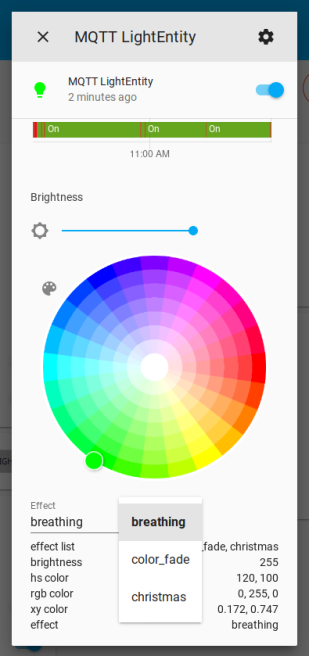 MQTT LightEntity
MQTT LightEntity
2 minutes ago
On
On
On
11:00 AM
Brightness
Effect
breathing
breathing
color_fade
christmas
effect list _fade, christmas
brightness 255
hs color 120, 100
rgb color 0, 255, 0
xy color 0.172, 0.747
effect breathing